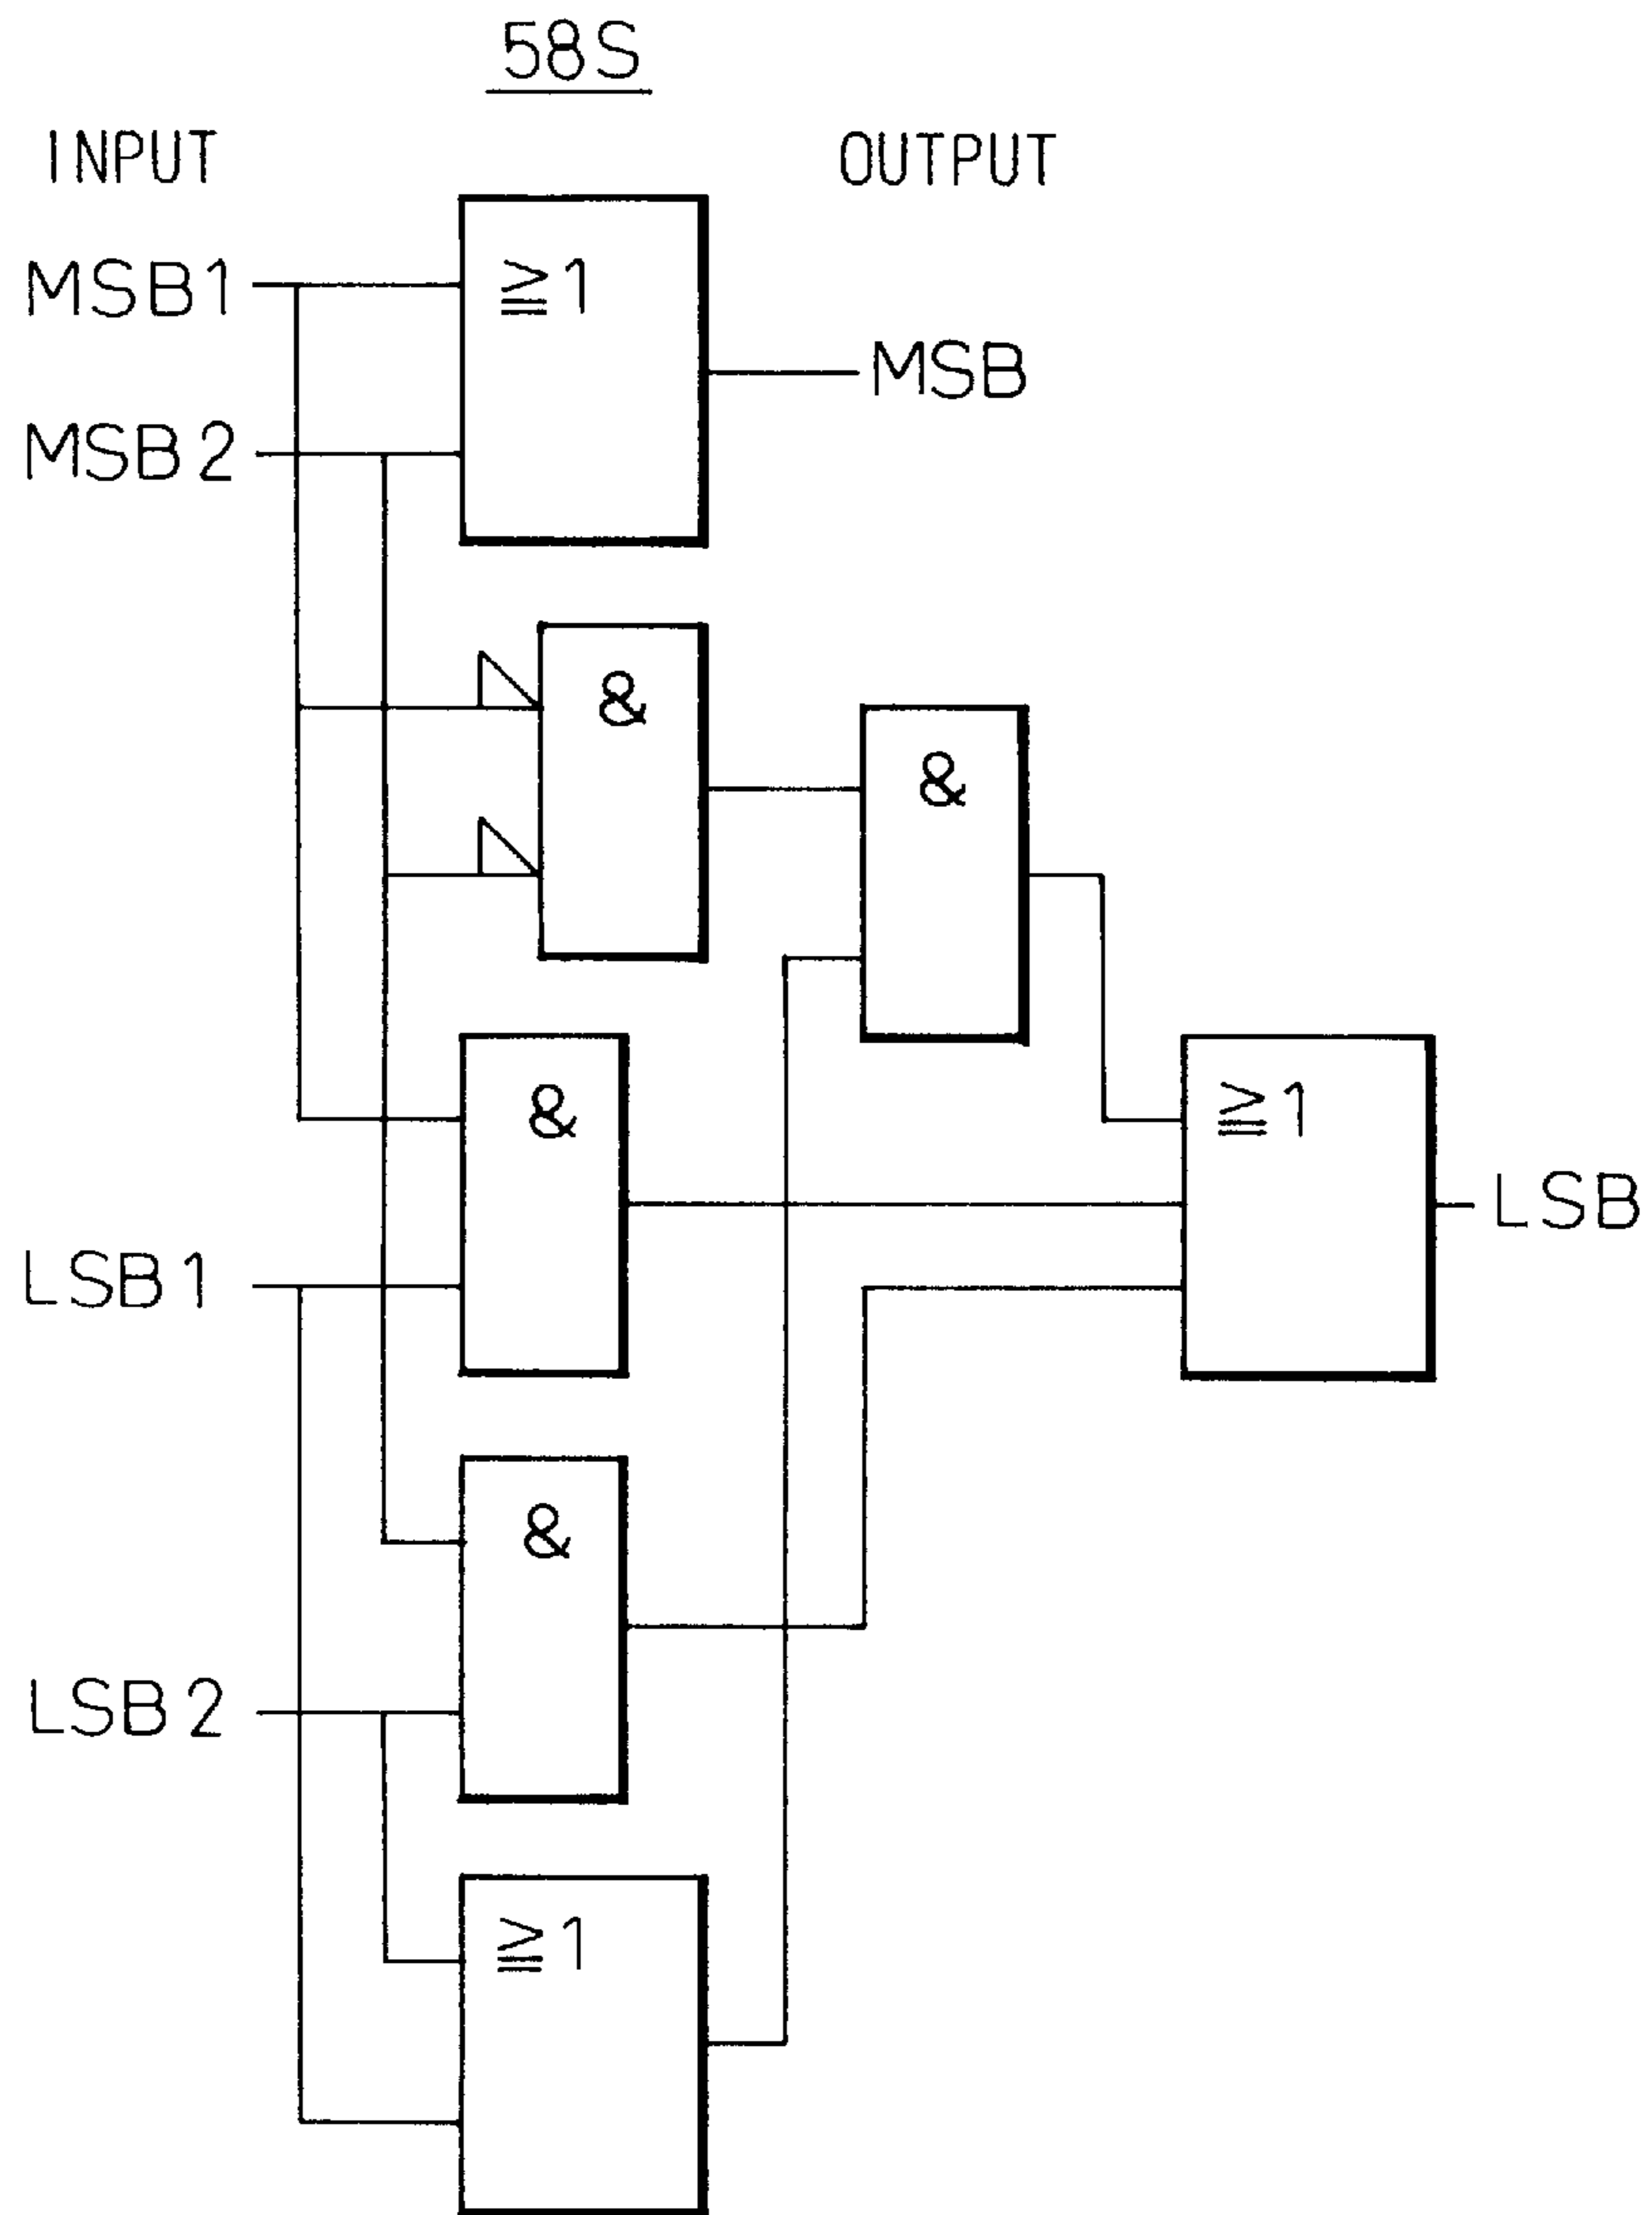 58S
INPUT
OUTPUT
MSB1
≧1
MSB
MSB2
&
&
&
≧1
LSB
LSB1
&
LSB2
≧1